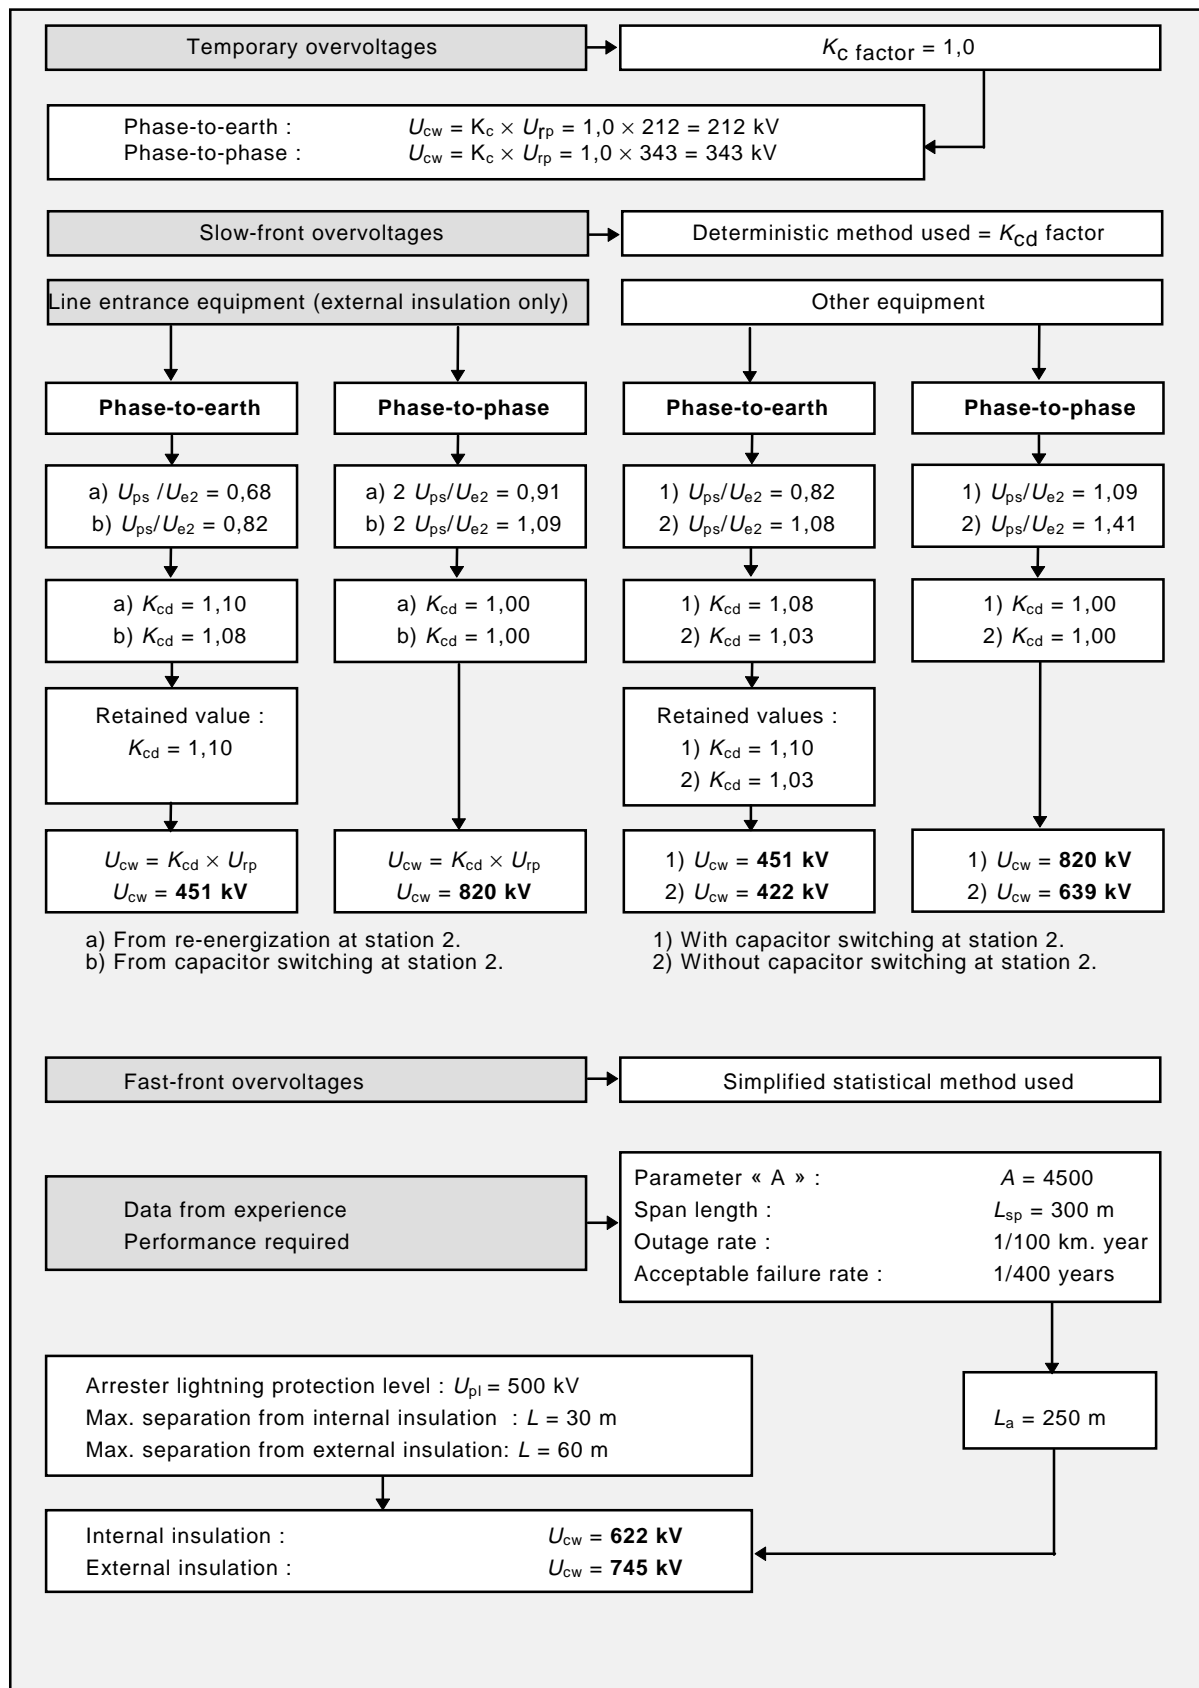 Temporary overvoltages
Kc factor = 1,0
Phase-to-earth : Ucw = Kc × Urp = 1,0 × 212 = 212 kV
Phase-to-phase : Ucw = Kc × Urp = 1,0 × 343 = 343 kV
Slow-front overvoltages
Deterministic method used = Kcd factor
Line entrance equipment (external insulation only)
Other equipment
Phase-to-earth
Phase-to-phase
Phase-to-earth
Phase-to-phase
a) Ups /Ue2 = 0,68
b) Ups/Ue2 = 0,82
a) 2 Ups/Ue2 = 0,91
b) 2 Ups/Ue2 = 1,09
1) Ups/Ue2 = 0,82
2) Ups/Ue2 = 1,08
1) Ups/Ue2 = 1,09
2) Ups/Ue2 = 1,41
a) Kcd = 1,10
b) Kcd = 1,08
a) Kcd = 1,00
b) Kcd = 1,00
1) Kcd = 1,08
2) Kcd = 1,03
1) Kcd = 1,00
2) Kcd = 1,00
Retained value :
Kcd = 1,10
Retained values :
1) Kcd = 1,10
2) Kcd = 1,03
Ucw = Kcd × Urp
Ucw = 451 kV
Ucw = Kcd × Urp
Ucw = 820 kV
1) Ucw = 451 kV
2) Ucw = 422 kV
1) Ucw = 820 kV
2) Ucw = 639 kV
a) From re-energization at station 2.
b) From capacitor switching at station 2.
1) With capacitor switching at station 2.
2) Without capacitor switching at station 2.
Fast-front overvoltages
Simplified statistical method used
Data from experience
Performance required
Parameter « A » : A = 4500
Span length : Lsp = 300 m
Outage rate : 1/100 km. year
Acceptable failure rate : 1/400 years
Arrester lightning protection level : Upl = 500 kV
Max. separation from internal insulation : L = 30 m
Max. separation from external insulation: L = 60 m
La = 250 m
Internal insulation : Ucw = 622 kV
External insulation : Ucw = 745 kV